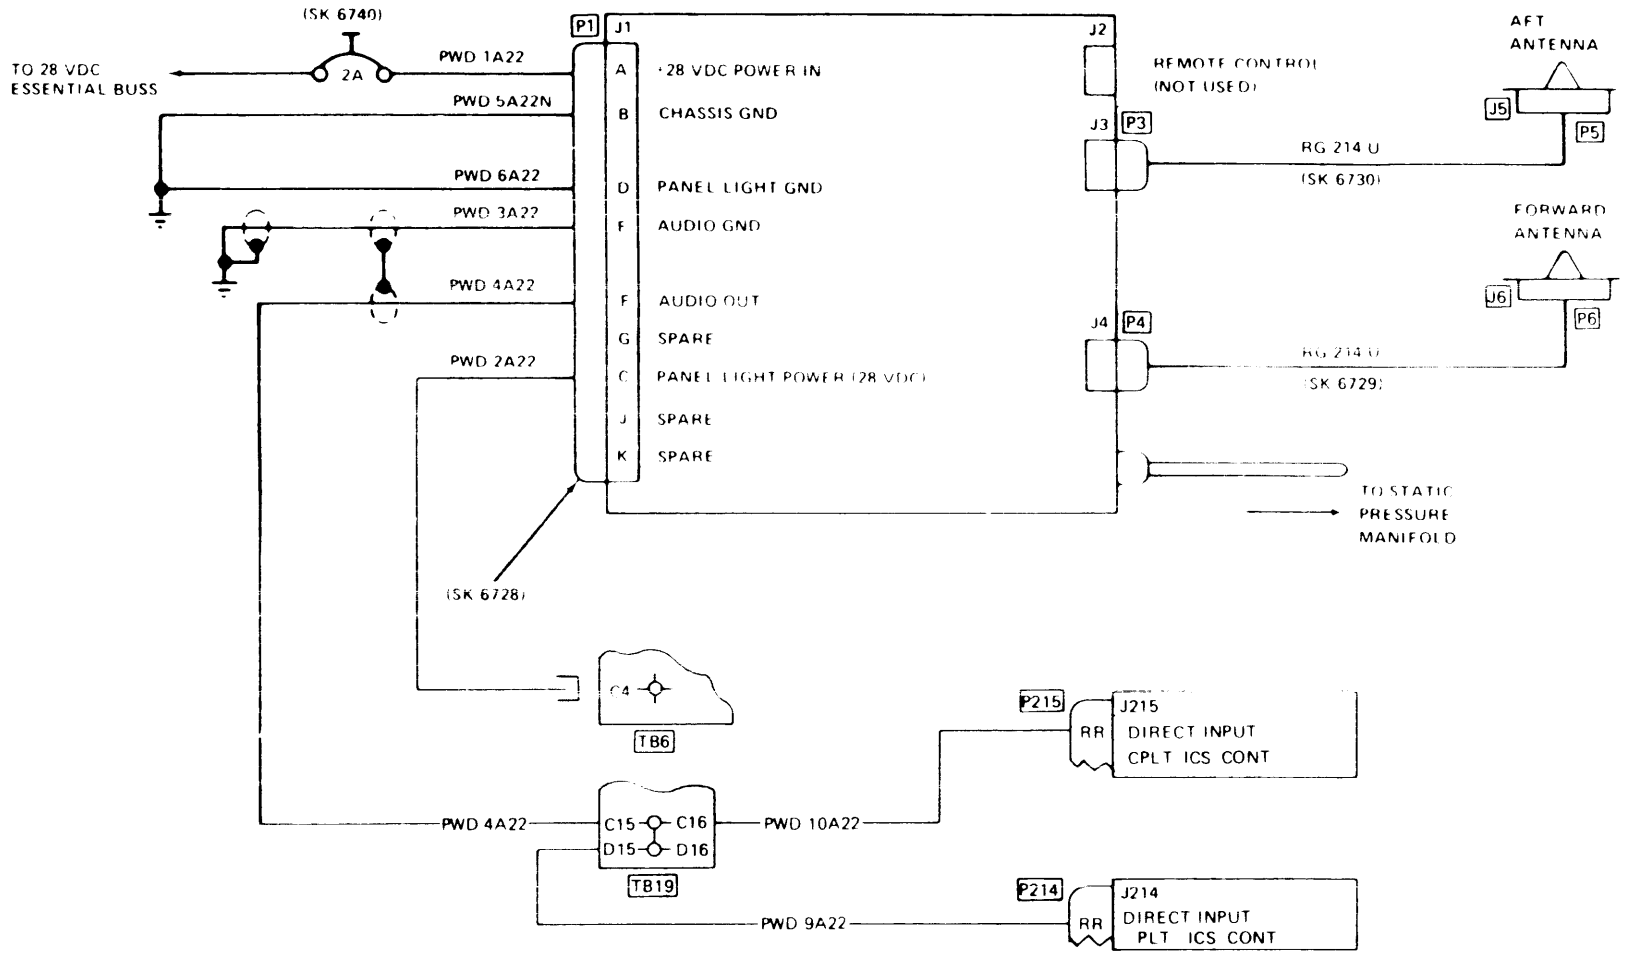 (SK 6740)
TO 28 VDC
ESSENTIAL BUSS
2A
PWD 1A22
PWD 5A22N
PWD 6A22
PWD 3A22
PWD 4A22
PWD 2A22
P1
J1
A +28 VDC POWER IN
B CHASSIS GND
D PANEL LIGHT GND
F AUDIO GND
F AUDIO OUT
G SPARE
C PANEL LIGHT POWER (28 VDC)
J SPARE
K SPARE
(SK 6728)
J2
REMOTE CONTROL
(NOT USED)
J3
P3
RG 214 U
(SK 6730)
AFT
ANTENNA
J5
P5
J4
P4
RG 214 U
(SK 6729)
FORWARD
ANTENNA
J6
P6
TO STATIC
PRESSURE
MANIFOLD
C4
TB6
PWD 4A22
C15 C16
D15 D16
TB19
PWD 10A22
P215
RR
J215
DIRECT INPUT
CPLT ICS CONT
PWD 9A22
P214
RR
J214
DIRECT INPUT
PLT ICS CONT